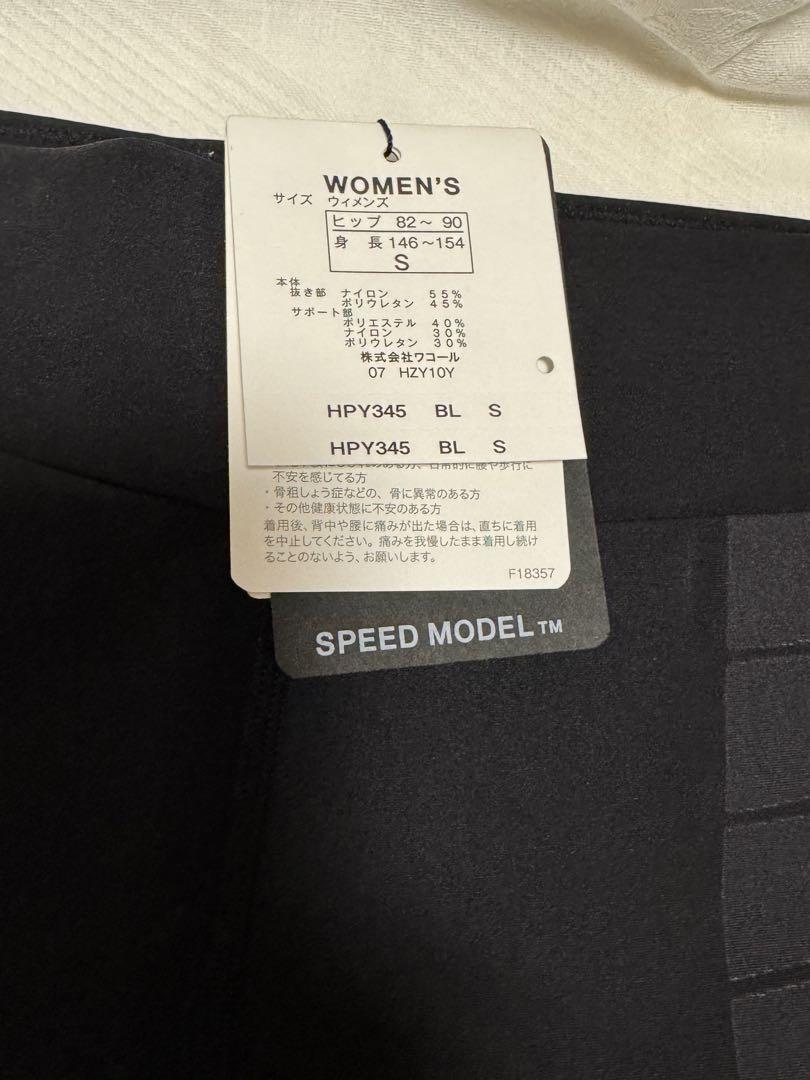 WOMEN'S
サイズ ウィメンズ
ヒップ 82～ 90
身 長 146～154
S
本体
抜き部 ナイロン 55%
ポリウレタン 45%
サポート部
ポリエステル 40%
ナイロン 30%
ポリウレタン 30%
株式会社ワコール
07 HZY10Y
HPY345 BL S
HPY345 BL S
不安を感じてる方
・骨粗しょう症などの、骨に異常のある方
・その他健康状態に不安のある方
着用後、背中や腰に痛みが出た場合は、直ちに着用
を中止してください。痛みを我慢したまま着用し続け
ることのないよう、お願いします。
F18357
SPEED MODEL™